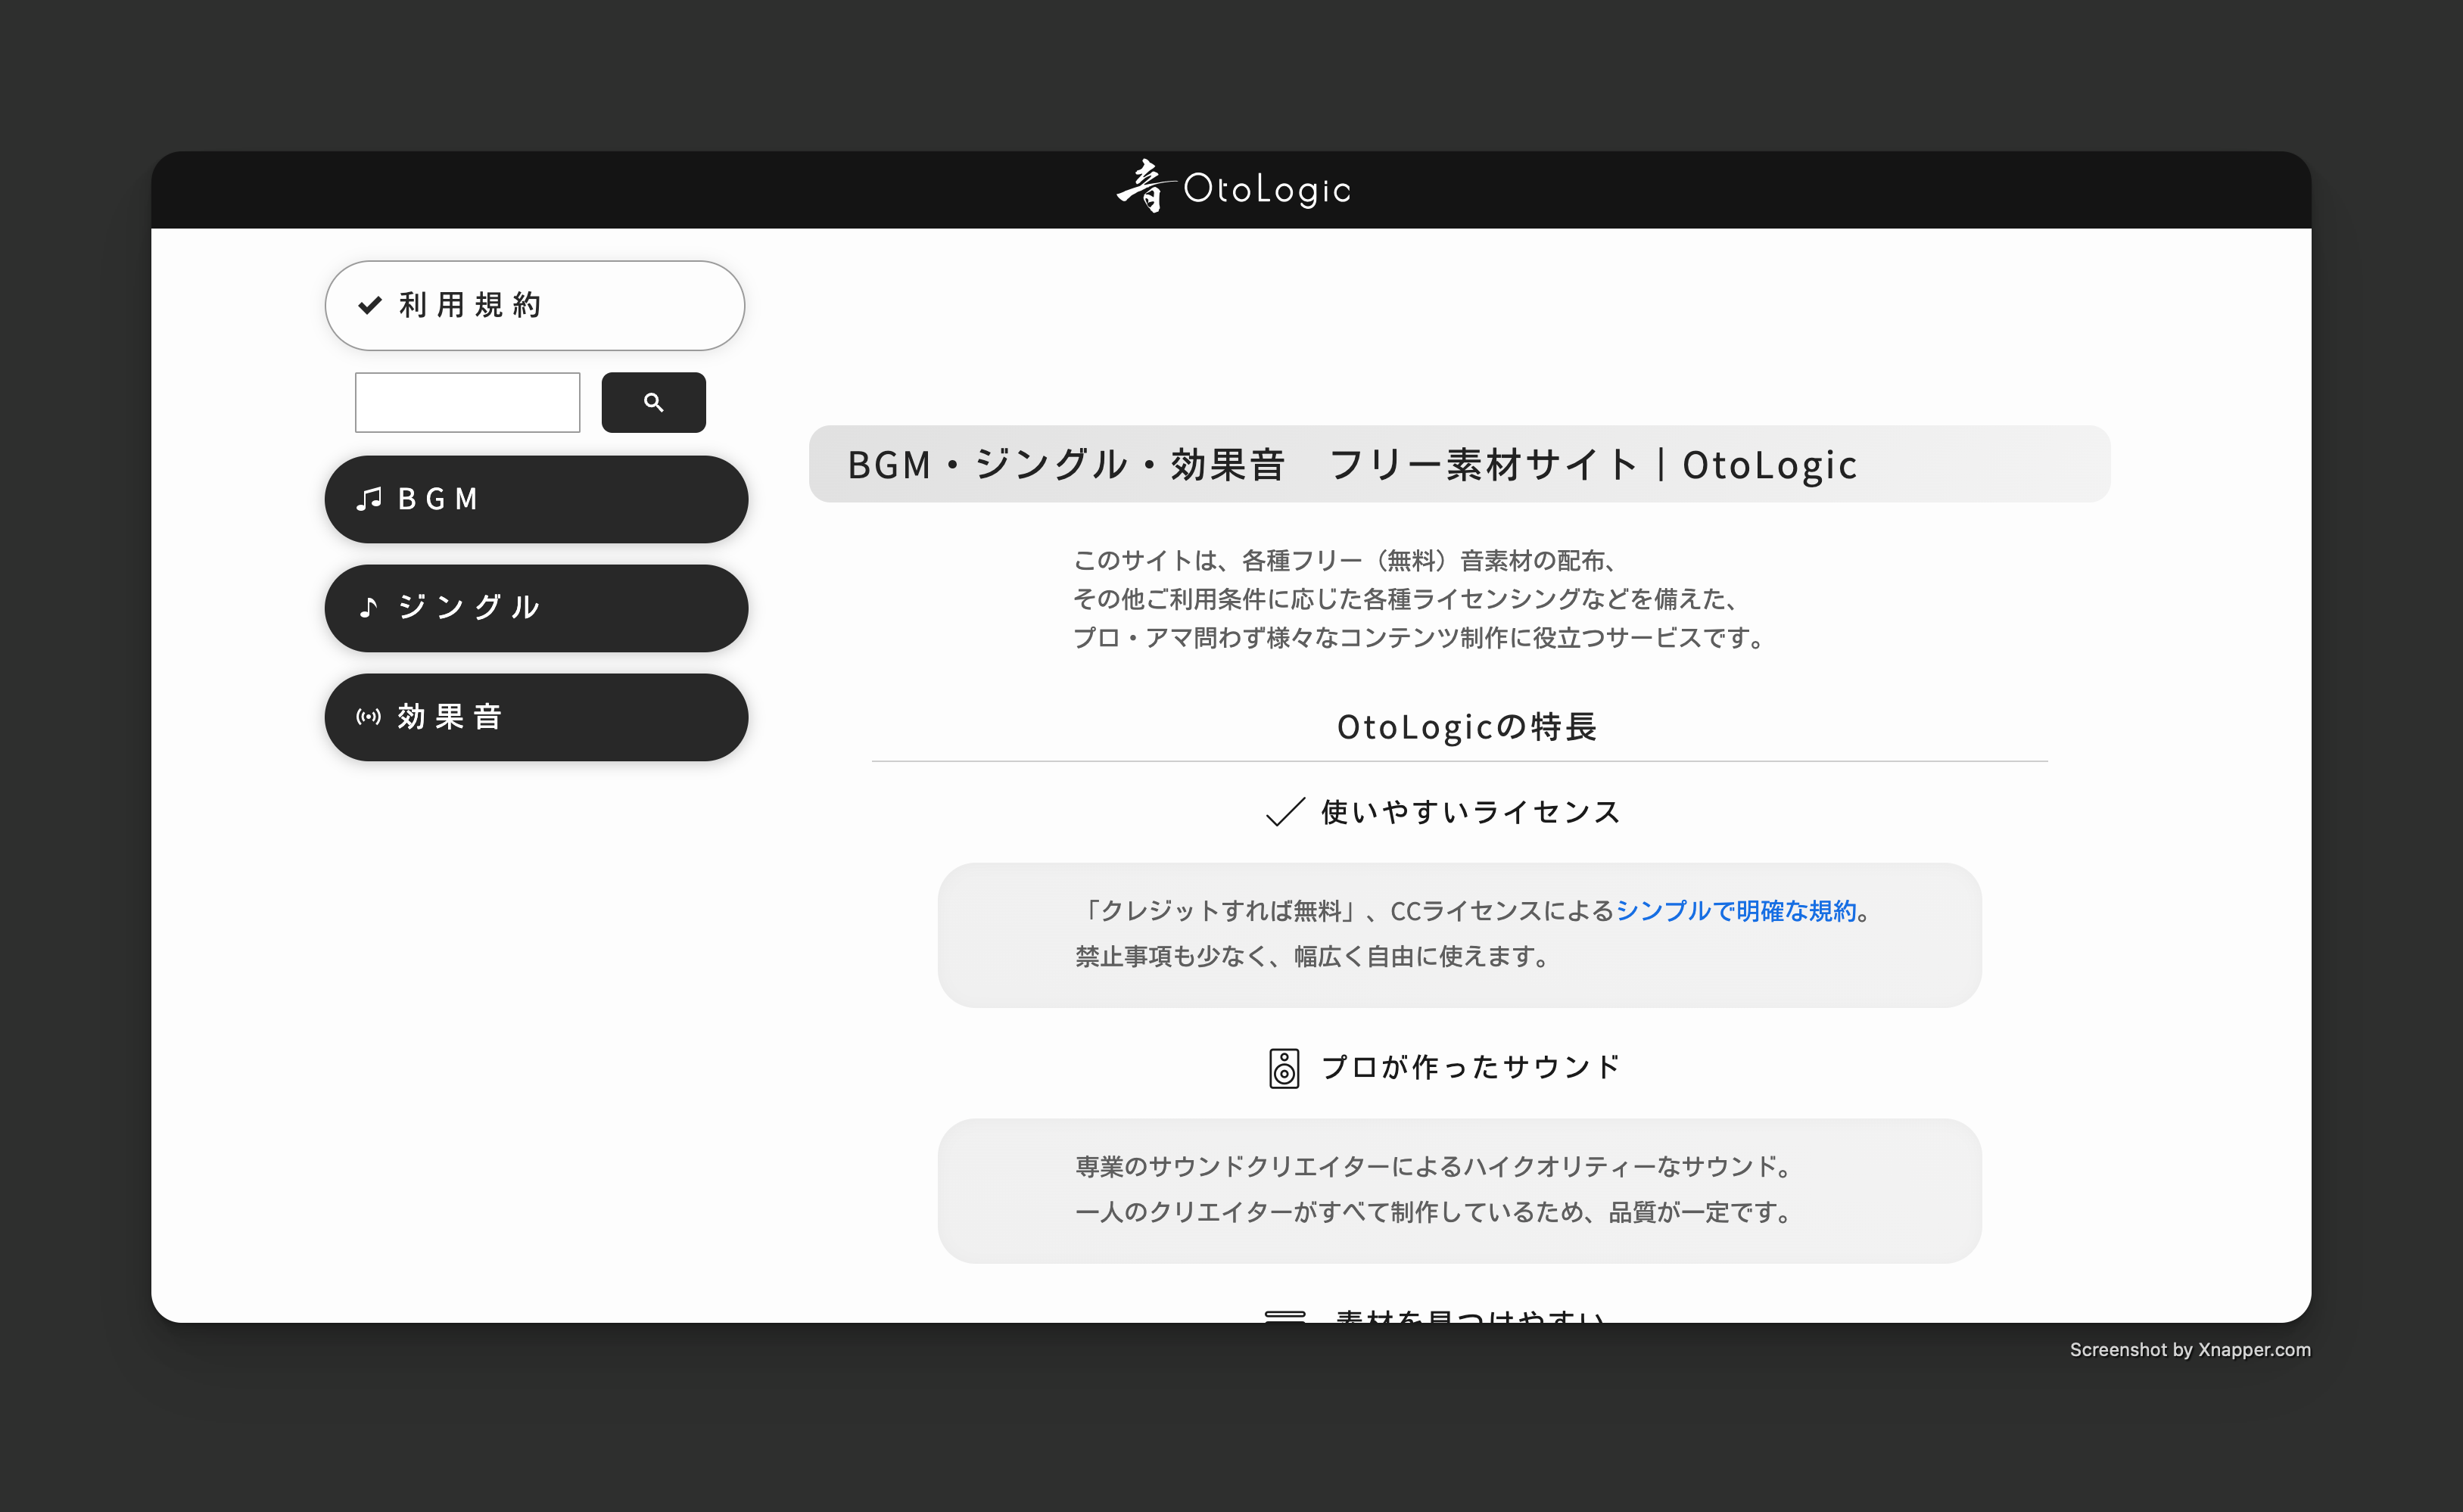 音 OtoLogic
利用規約
BGM
ジングル
効果音
BGM・ジングル・効果音　フリー素材サイト｜OtoLogic
このサイトは、各種フリー（無料）音素材の配布、
その他ご利用条件に応じた各種ライセンシングなどを備えた、
プロ・アマ問わず様々なコンテンツ制作に役立つサービスです。
OtoLogicの特長
使いやすいライセンス
「クレジットすれば無料」、CCライセンスによるシンプルで明確な規約。
禁止事項も少なく、幅広く自由に使えます。
プロが作ったサウンド
専業のサウンドクリエイターによるハイクオリティーなサウンド。
一人のクリエイターがすべて制作しているため、品質が一定です。
素材を見つけやすい
Screenshot by Xnapper.com